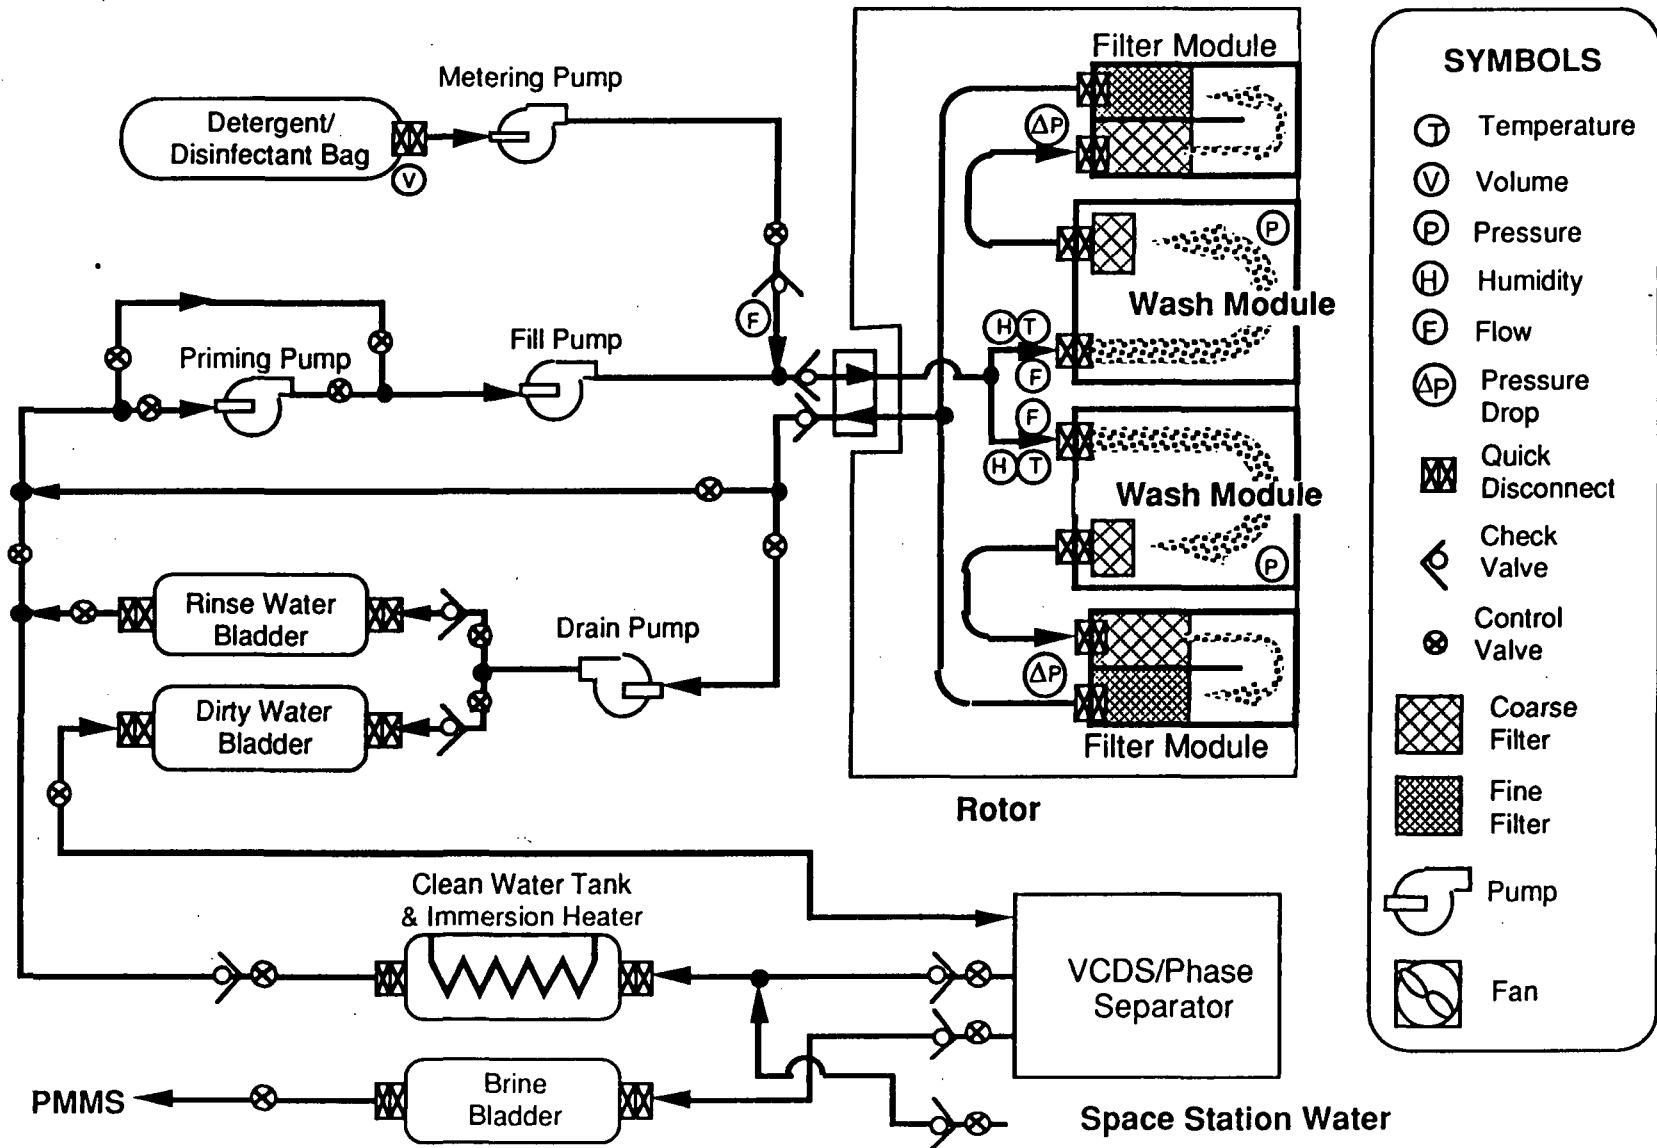 Filter Module
Metering Pump
Detergent/
Disinfectant Bag
V
ΔP
P
Wash Module
F
H T
F
Fill Pump
Priming Pump
F
H T
Wash Module
P
Rinse Water
Bladder
Drain Pump
Dirty Water
Bladder
ΔP
Filter Module
Rotor
Clean Water Tank
& Immersion Heater
VCDS/Phase
Separator
Brine
Bladder
PMMS
Space Station Water
SYMBOLS
T Temperature
V Volume
P Pressure
H Humidity
F Flow
ΔP Pressure
Drop
Quick
Disconnect
Check
Valve
Control
Valve
Coarse
Filter
Fine
Filter
Pump
Fan